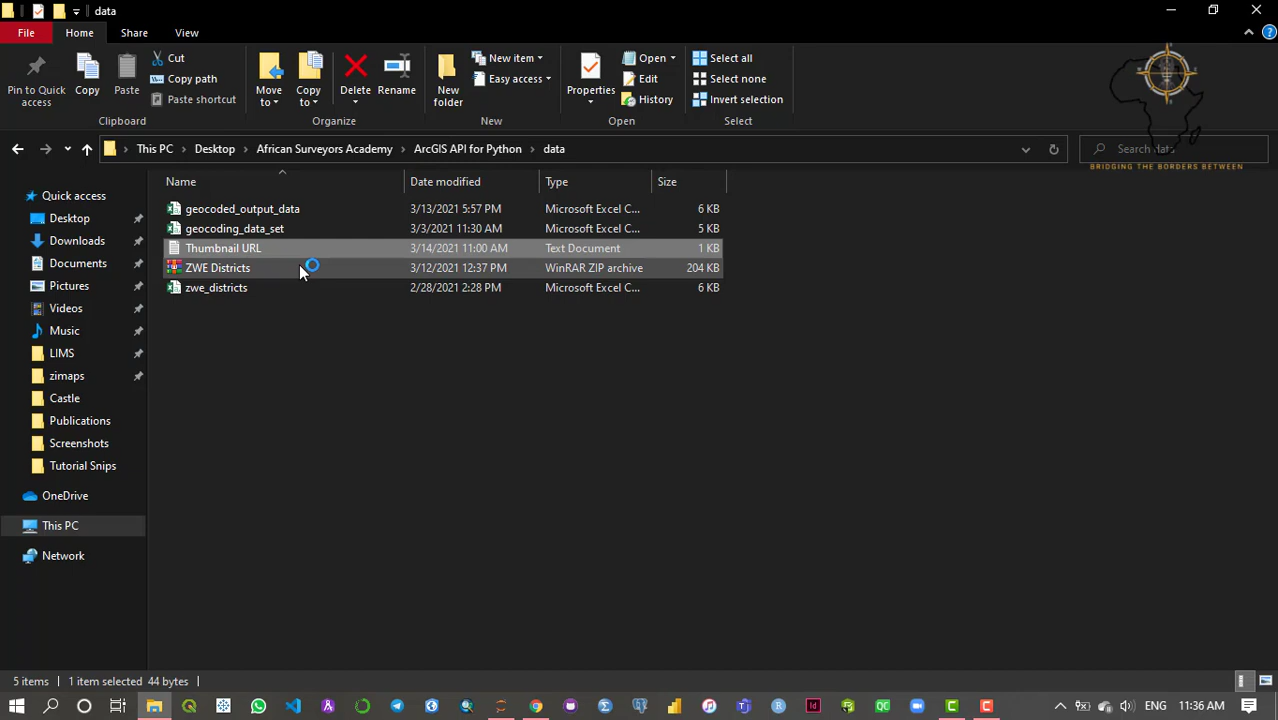 data
File
Home
Share
View
Pin to Quick access
Copy
Paste
Cut
Copy path
Paste shortcut
Clipboard
Move to
Copy to
Delete
Rename
Organize
New folder
New item
Easy access
New
Properties
Open
Edit
History
Open
Select all
Select none
Invert selection
Select
This PC
Desktop
African Surveyors Academy
ArcGIS API for Python
data
Search data
BRIDGING THE BORDERS BETWEEN
Name Date modified Type Size
geocoded_output_data 3/13/2021 5:57 PM Microsoft Excel C... 6 KB
geocoding_data_set 3/3/2021 11:30 AM Microsoft Excel C... 5 KB
Thumbnail URL 3/14/2021 11:00 AM Text Document 1 KB
ZWE Districts 3/12/2021 12:37 PM WinRAR ZIP archive 204 KB
zwe_districts 2/28/2021 2:28 PM Microsoft Excel C... 6 KB
Quick access
Desktop
Downloads
Documents
Pictures
Videos
Music
LIMS
zimaps
Castle
Publications
Screenshots
Tutorial Snips
OneDrive
This PC
Network
5 items 1 item selected 44 bytes
11:36 AM